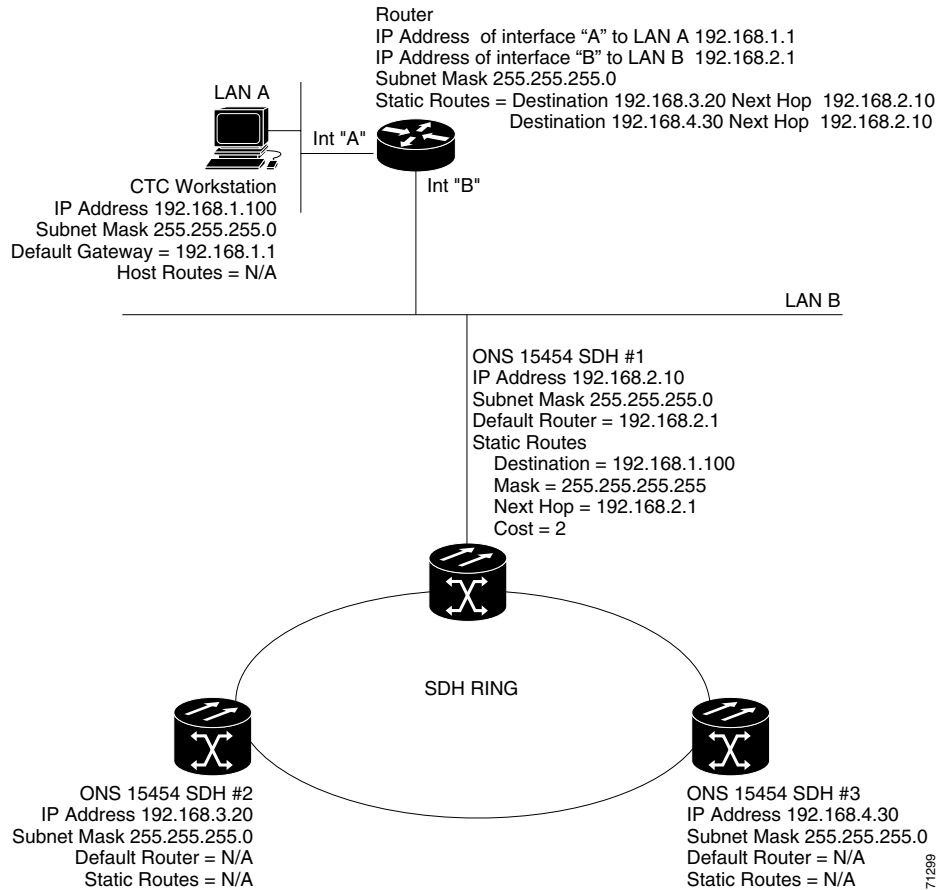 Router
IP Address of interface “A” to LAN A 192.168.1.1
IP Address of interface “B” to LAN B 192.168.2.1
Subnet Mask 255.255.255.0
Static Routes = Destination 192.168.3.20 Next Hop 192.168.2.10
Destination 192.168.4.30 Next Hop 192.168.2.10
LAN A
Int "A"
Int "B"
CTC Workstation
IP Address 192.168.1.100
Subnet Mask 255.255.255.0
Default Gateway = 192.168.1.1
Host Routes = N/A
LAN B
ONS 15454 SDH #1
IP Address 192.168.2.10
Subnet Mask 255.255.255.0
Default Router = 192.168.2.1
Static Routes
Destination = 192.168.1.100
Mask = 255.255.255.255
Next Hop = 192.168.2.1
Cost = 2
SDH RING
ONS 15454 SDH #2
IP Address 192.168.3.20
Subnet Mask 255.255.255.0
Default Router = N/A
Static Routes = N/A
ONS 15454 SDH #3
IP Address 192.168.4.30
Subnet Mask 255.255.255.0
Default Router = N/A
Static Routes = N/A
71299